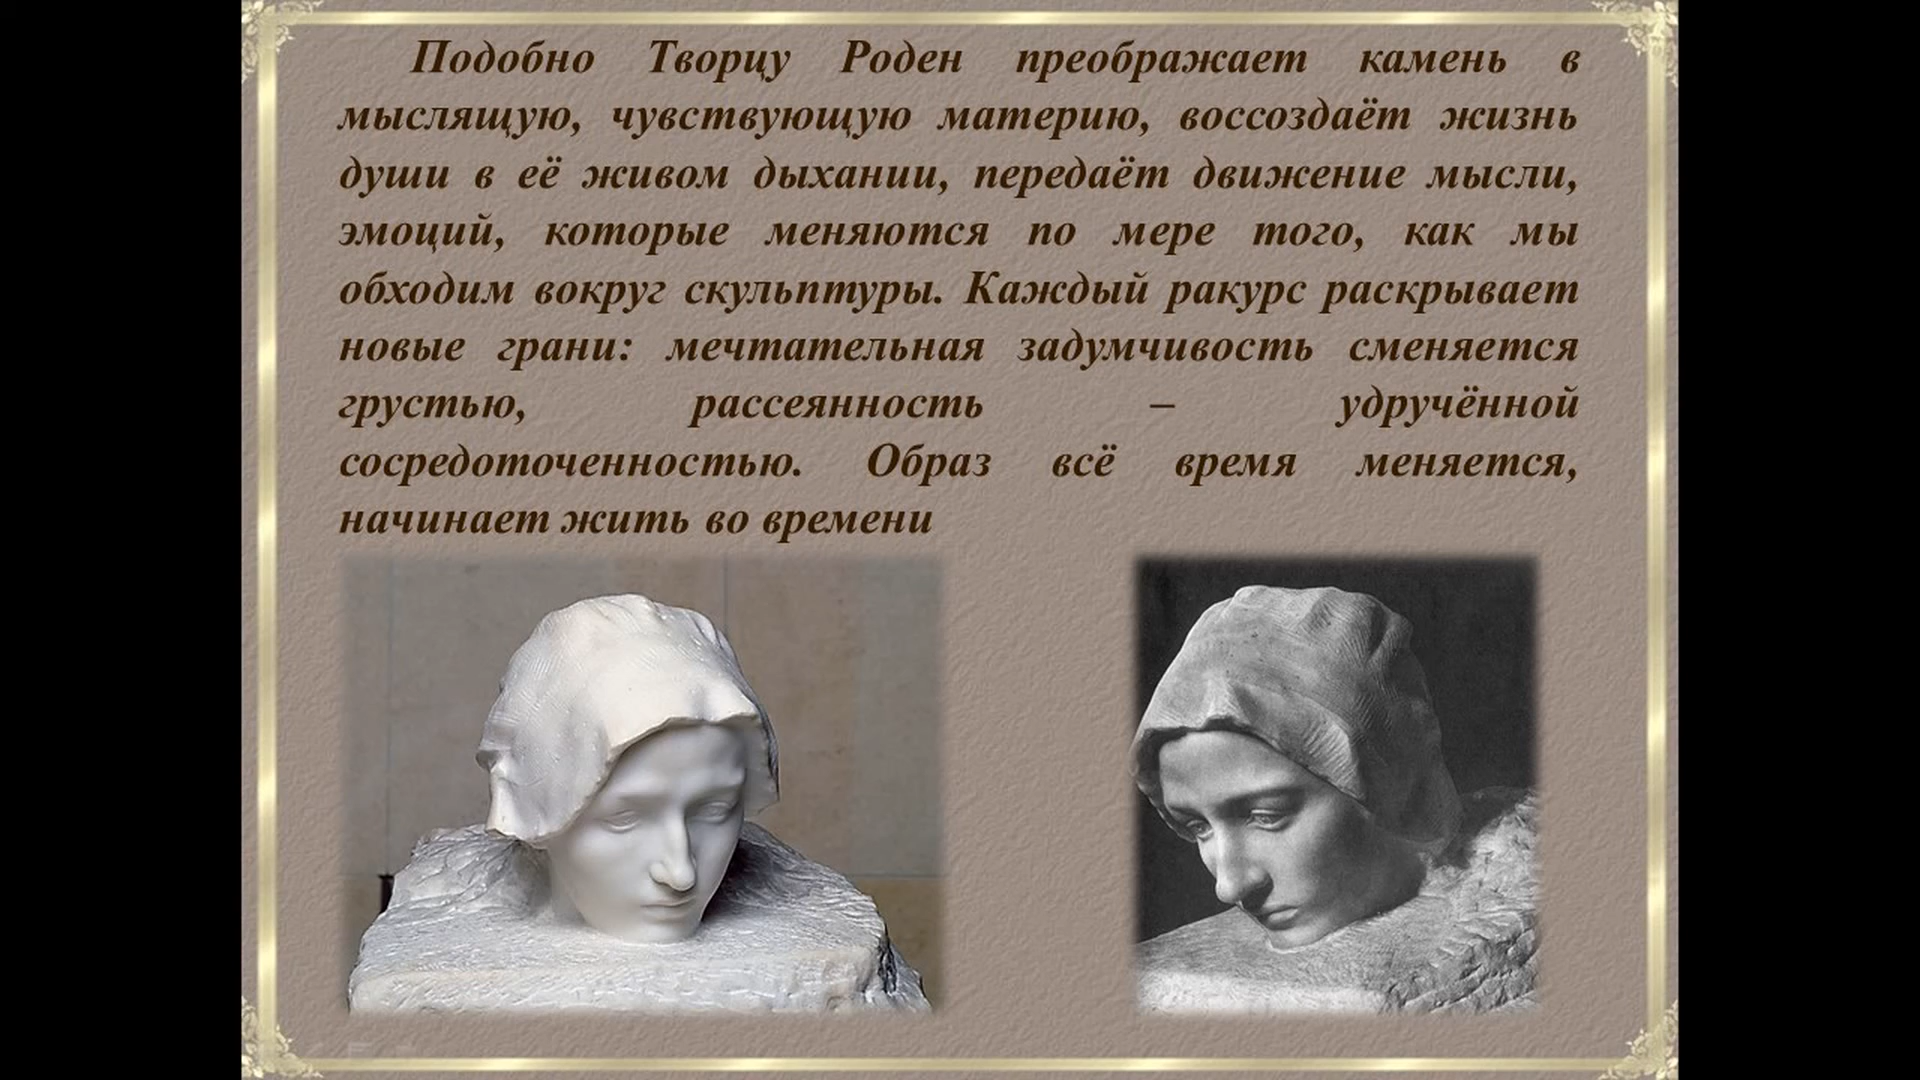 Подобно Творцу Роден преображает камень в
мыслящую, чувствующую материю, воссоздаёт жизнь
души в её живом дыхании, передаёт движение мысли,
эмоций, которые меняются по мере того, как мы
обходим вокруг скульптуры. Каждый ракурс раскрывает
новые грани: мечтательная задумчивость сменяется
грустью, рассеянность – удручённой
сосредоточенностью. Образ всё время меняется,
начинает жить во времени